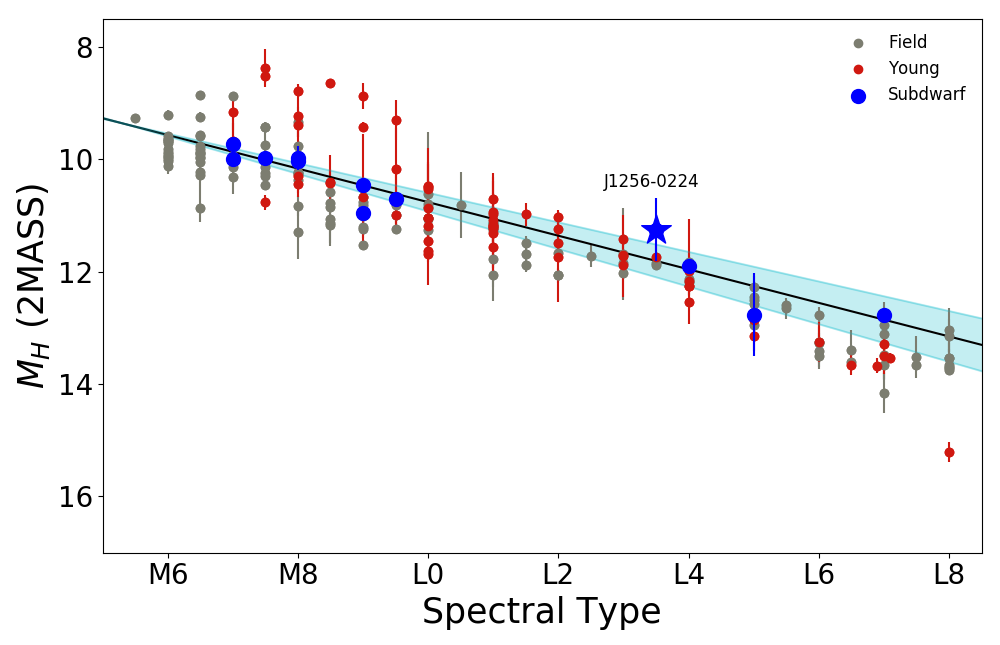 Field
Young
Subdwarf
J1256-0224
8
10
12
14
16
M_H (2MASS)
M6 M8 L0 L2 L4 L6 L8
Spectral Type